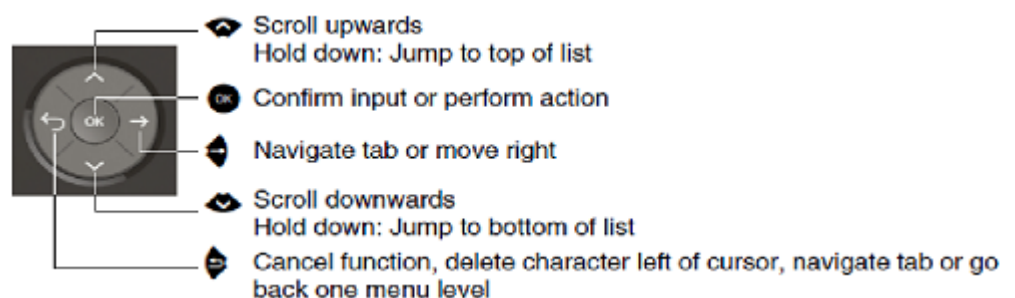 Scroll upwards
Hold down: Jump to top of list
OK
OK
Confirm input or perform action
Navigate tab or move right
Scroll downwards
Hold down: Jump to bottom of list
Cancel function, delete character left of cursor, navigate tab or go
back one menu level